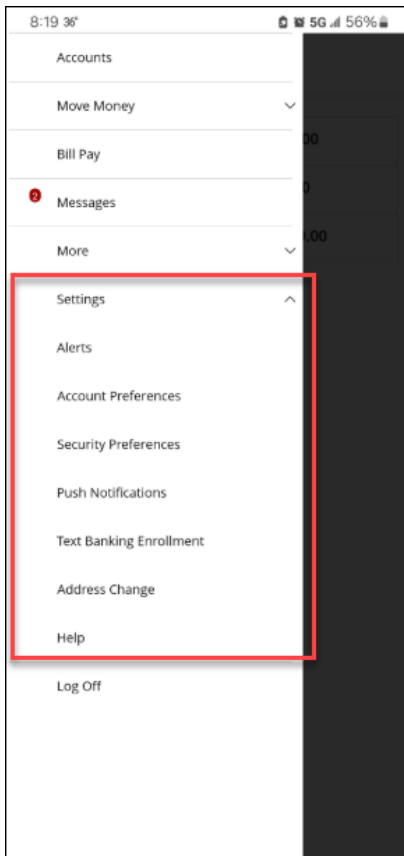 8:19 36° 5G 56%
Accounts
Move Money
00
Bill Pay
0
2 Messages
,00
More
Settings
Alerts
Account Preferences
Security Preferences
Push Notifications
Text Banking Enrollment
Address Change
Help
Log Off